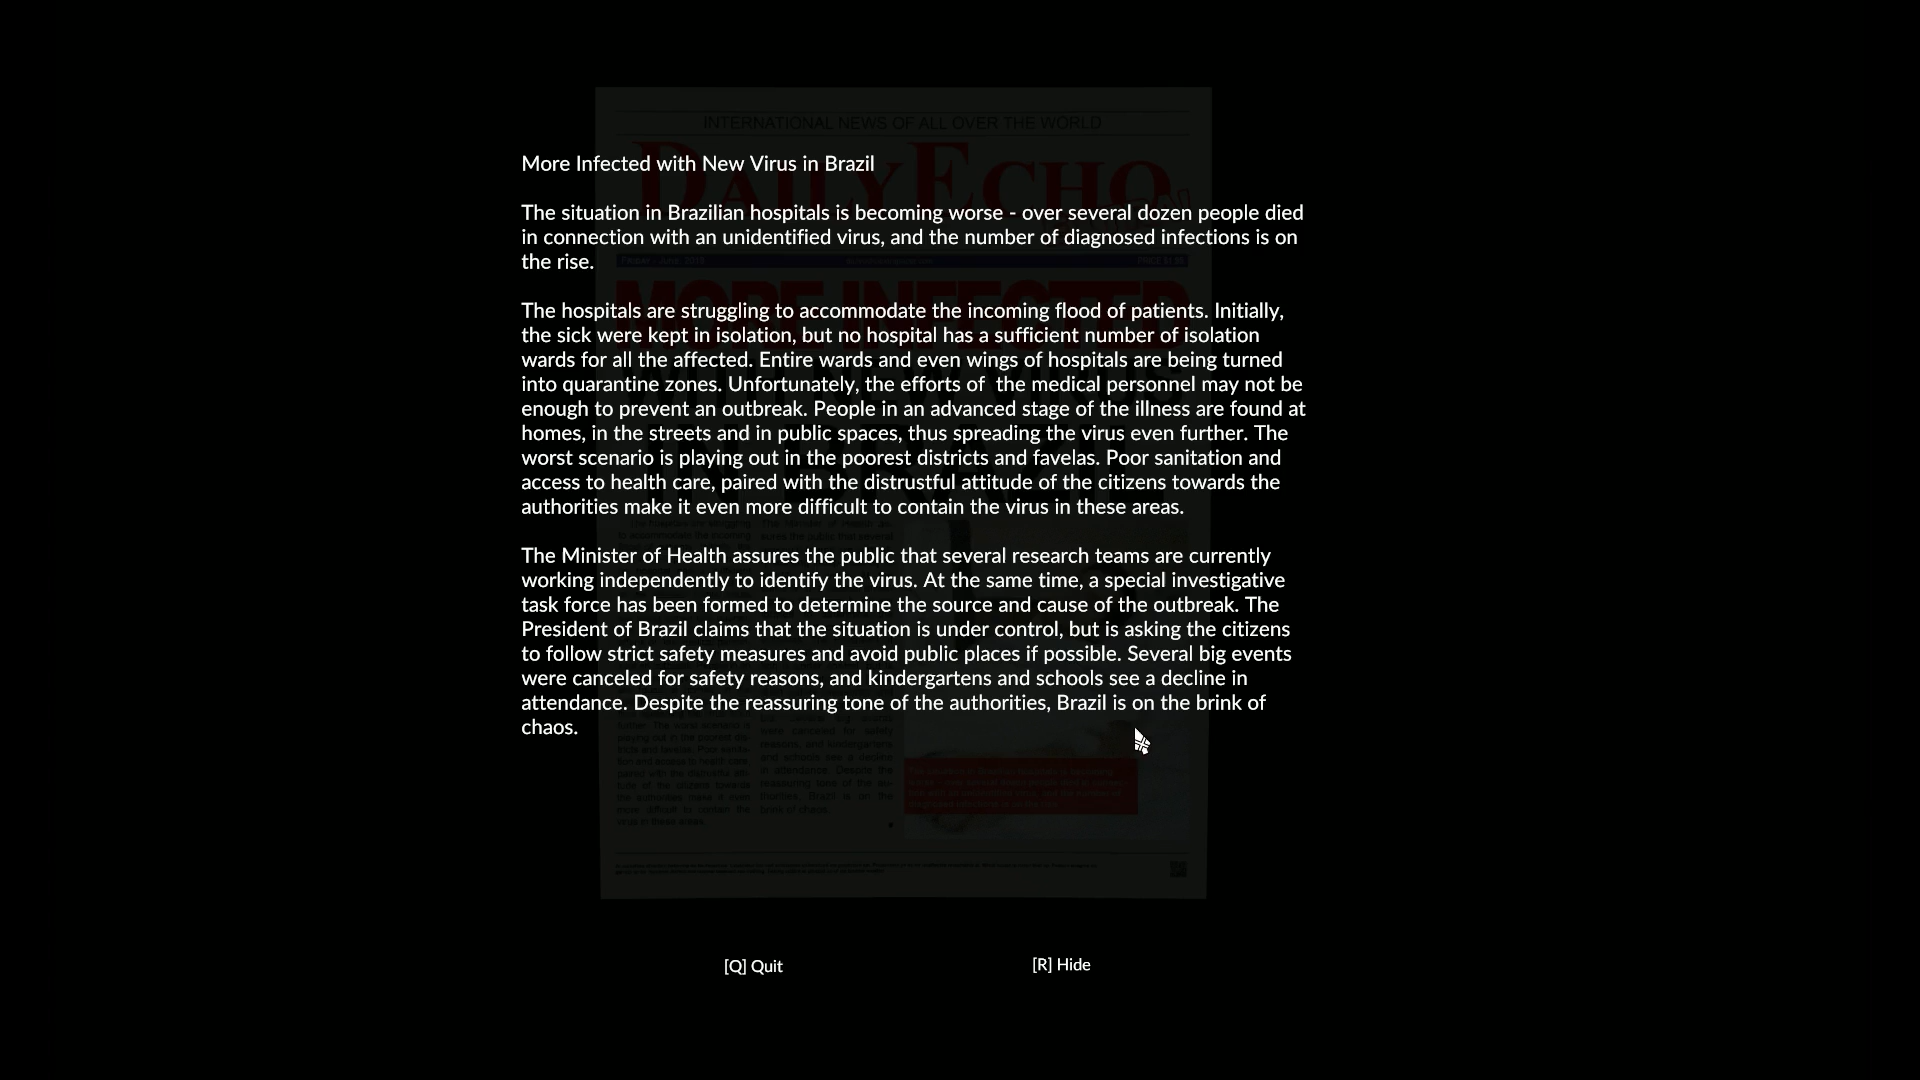 INTERNATIONAL NEWS OF ALL OVER THE WORLD
DAILY ECHO
More Infected with New Virus in Brazil
The situation in Brazilian hospitals is becoming worse - over several dozen people died
in connection with an unidentified virus, and the number of diagnosed infections is on
the rise.
MORE INFECTED
The hospitals are struggling to accommodate the incoming flood of patients. Initially,
the sick were kept in isolation, but no hospital has a sufficient number of isolation
wards for all the affected. Entire wards and even wings of hospitals are being turned
into quarantine zones. Unfortunately, the efforts of  the medical personnel may not be
enough to prevent an outbreak. People in an advanced stage of the illness are found at
homes, in the streets and in public spaces, thus spreading the virus even further. The
worst scenario is playing out in the poorest districts and favelas. Poor sanitation and
access to health care, paired with the distrustful attitude of the citizens towards the
authorities make it even more difficult to contain the virus in these areas.
The Minister of Health assures the public that several research teams are currently
working independently to identify the virus. At the same time, a special investigative
task force has been formed to determine the source and cause of the outbreak. The
President of Brazil claims that the situation is under control, but is asking the citizens
to follow strict safety measures and avoid public places if possible. Several big events
were canceled for safety reasons, and kindergartens and schools see a decline in
attendance. Despite the reassuring tone of the authorities, Brazil is on the brink of
chaos.
[Q] Quit
[R] Hide